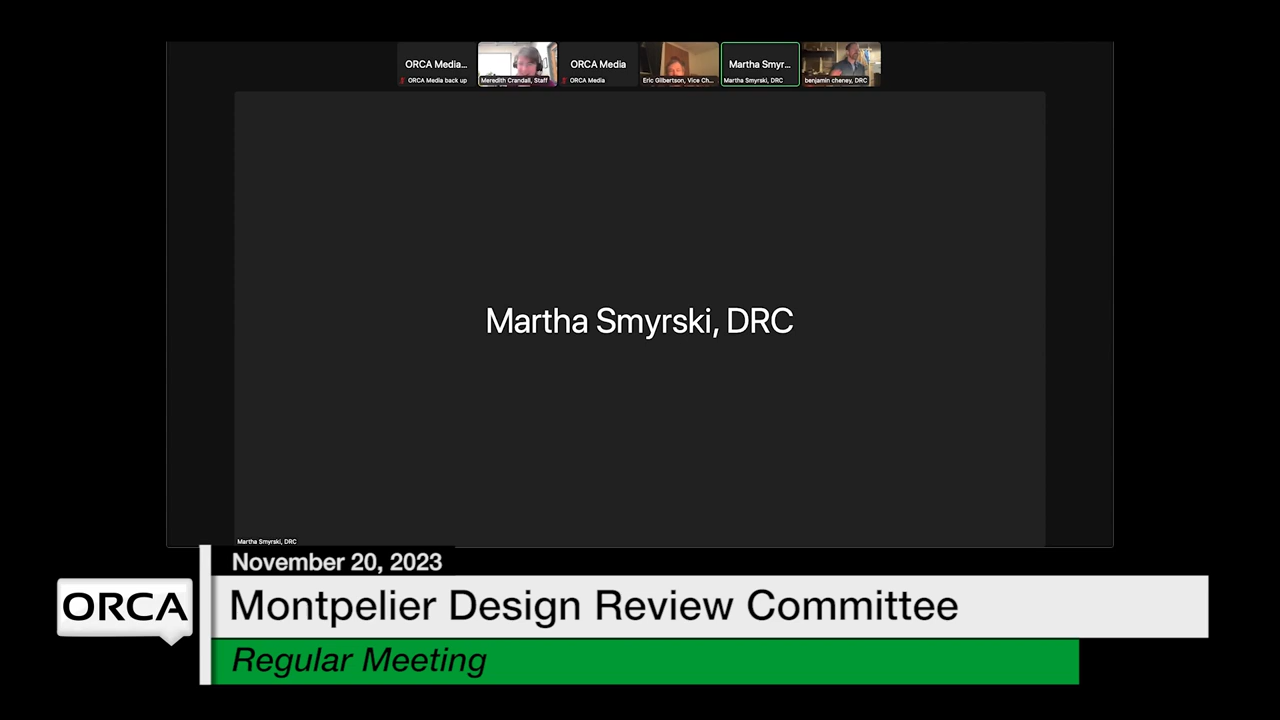 ORCA Media...
ORCA Media back up
Meredith Crandall, Staff
ORCA Media
ORCA Media
Eric Gilbertson, Vice Ch...
Martha Smyr...
Martha Smyrski, DRC
benjamin cheney, DRC
Martha Smyrski, DRC
Martha Smyrski, DRC
November 20, 2023
ORCA
Montpelier Design Review Committee
Regular Meeting